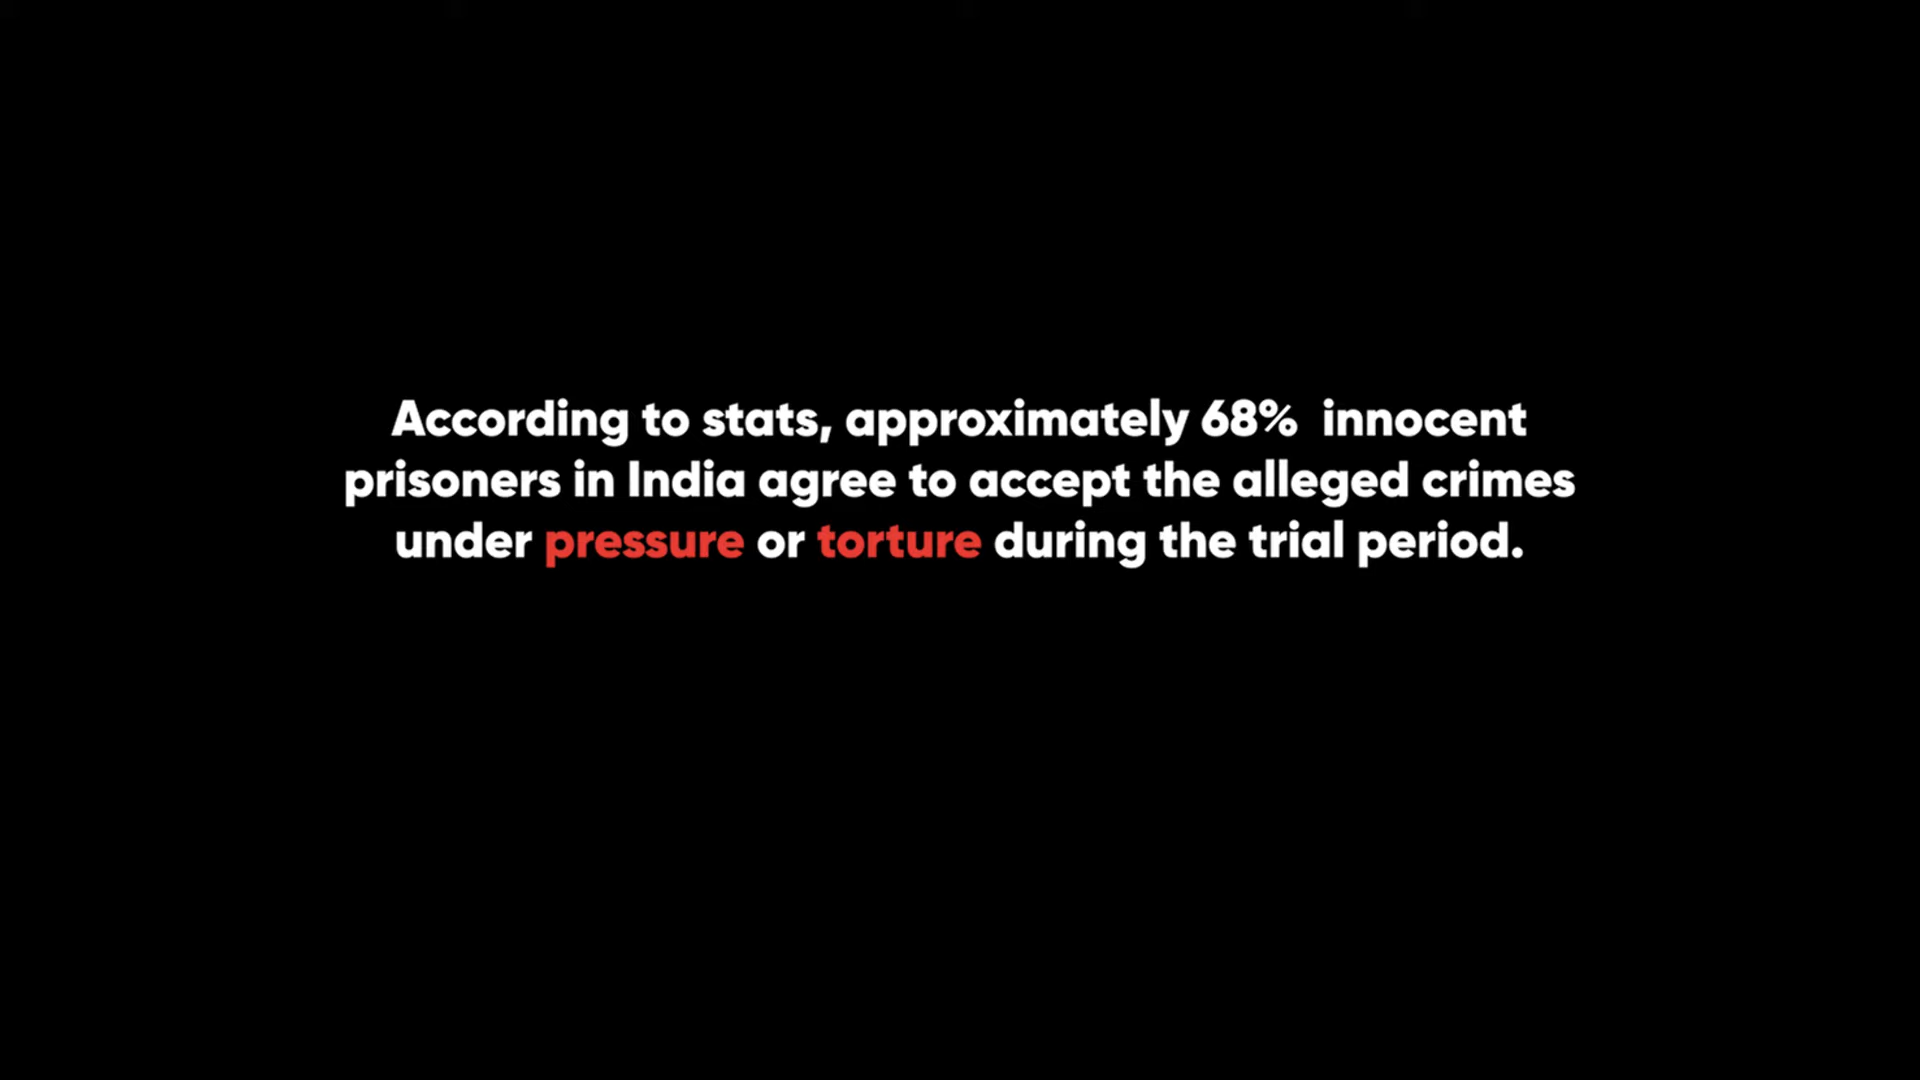 According to stats, approximately 68%  innocent
prisoners in India agree to accept the alleged crimes
under pressure or torture during the trial period.